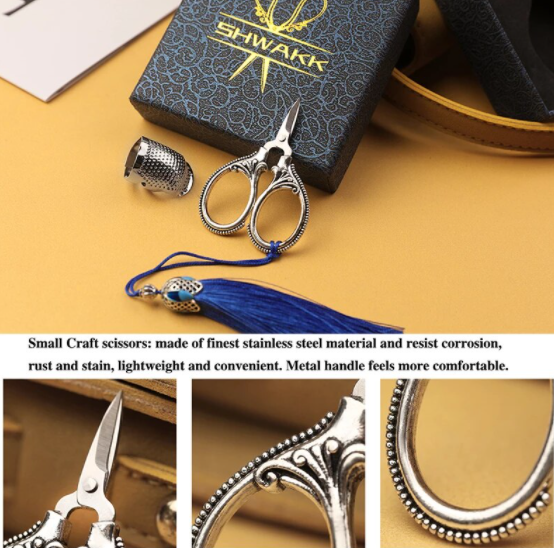 SHWAKK
Small Craft scissors: made of finest stainless steel material and resist corrosion,
rust and stain, lightweight and convenient. Metal handle feels more comfortable.